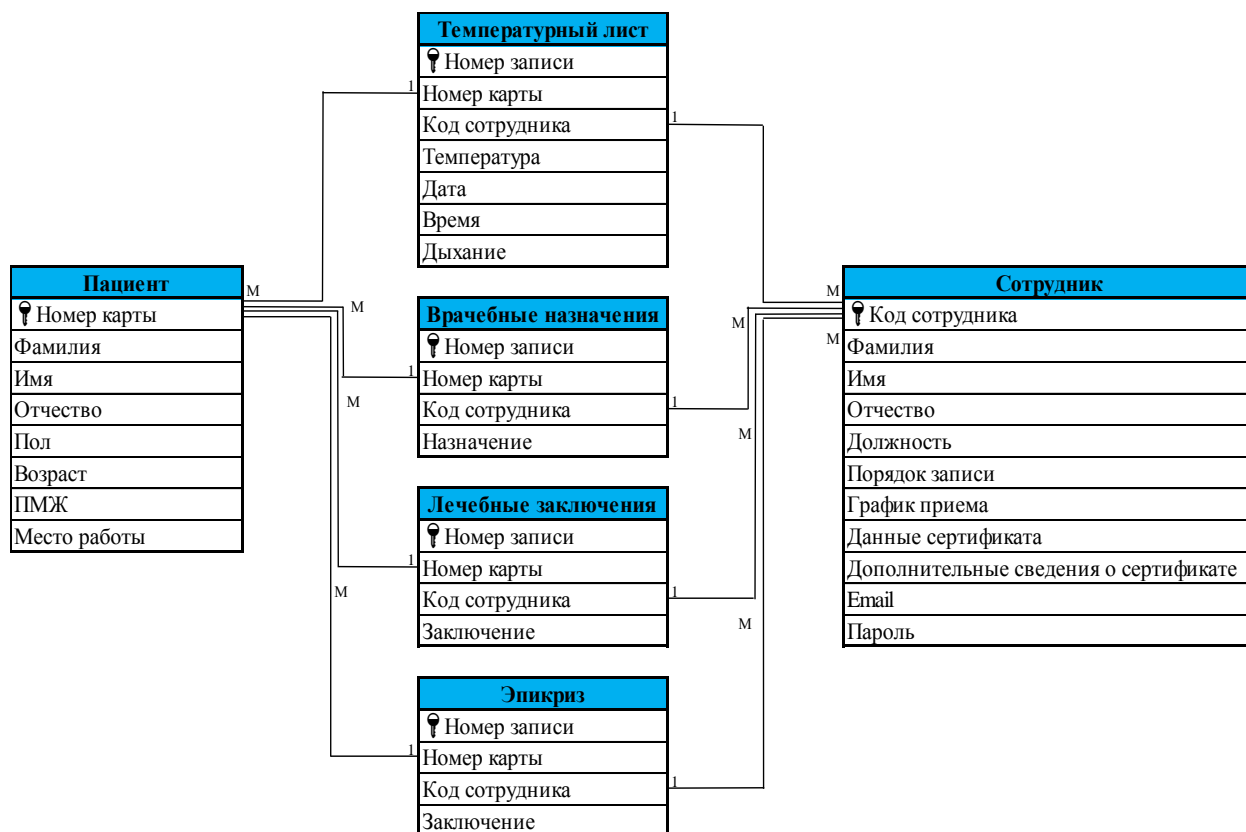 Температурный лист
Номер записи
Номер карты
Код сотрудника
Температура
Дата
Время
Дыхание
Пациент
Номер карты
Фамилия
Имя
Отчество
Пол
Возраст
ПМЖ
Место работы
Врачебные назначения
Номер записи
Номер карты
Код сотрудника
Назначение
Лечебные заключения
Номер записи
Номер карты
Код сотрудника
Заключение
Эпикриз
Номер записи
Номер карты
Код сотрудника
Заключение
Сотрудник
Код сотрудника
Фамилия
Имя
Отчество
Должность
Порядок записи
График приема
Данные сертификата
Дополнительные сведения о сертификате
Email
Пароль
1
1
1
1
M
M
M
M
1
1
1
1
M
M
M
M
M